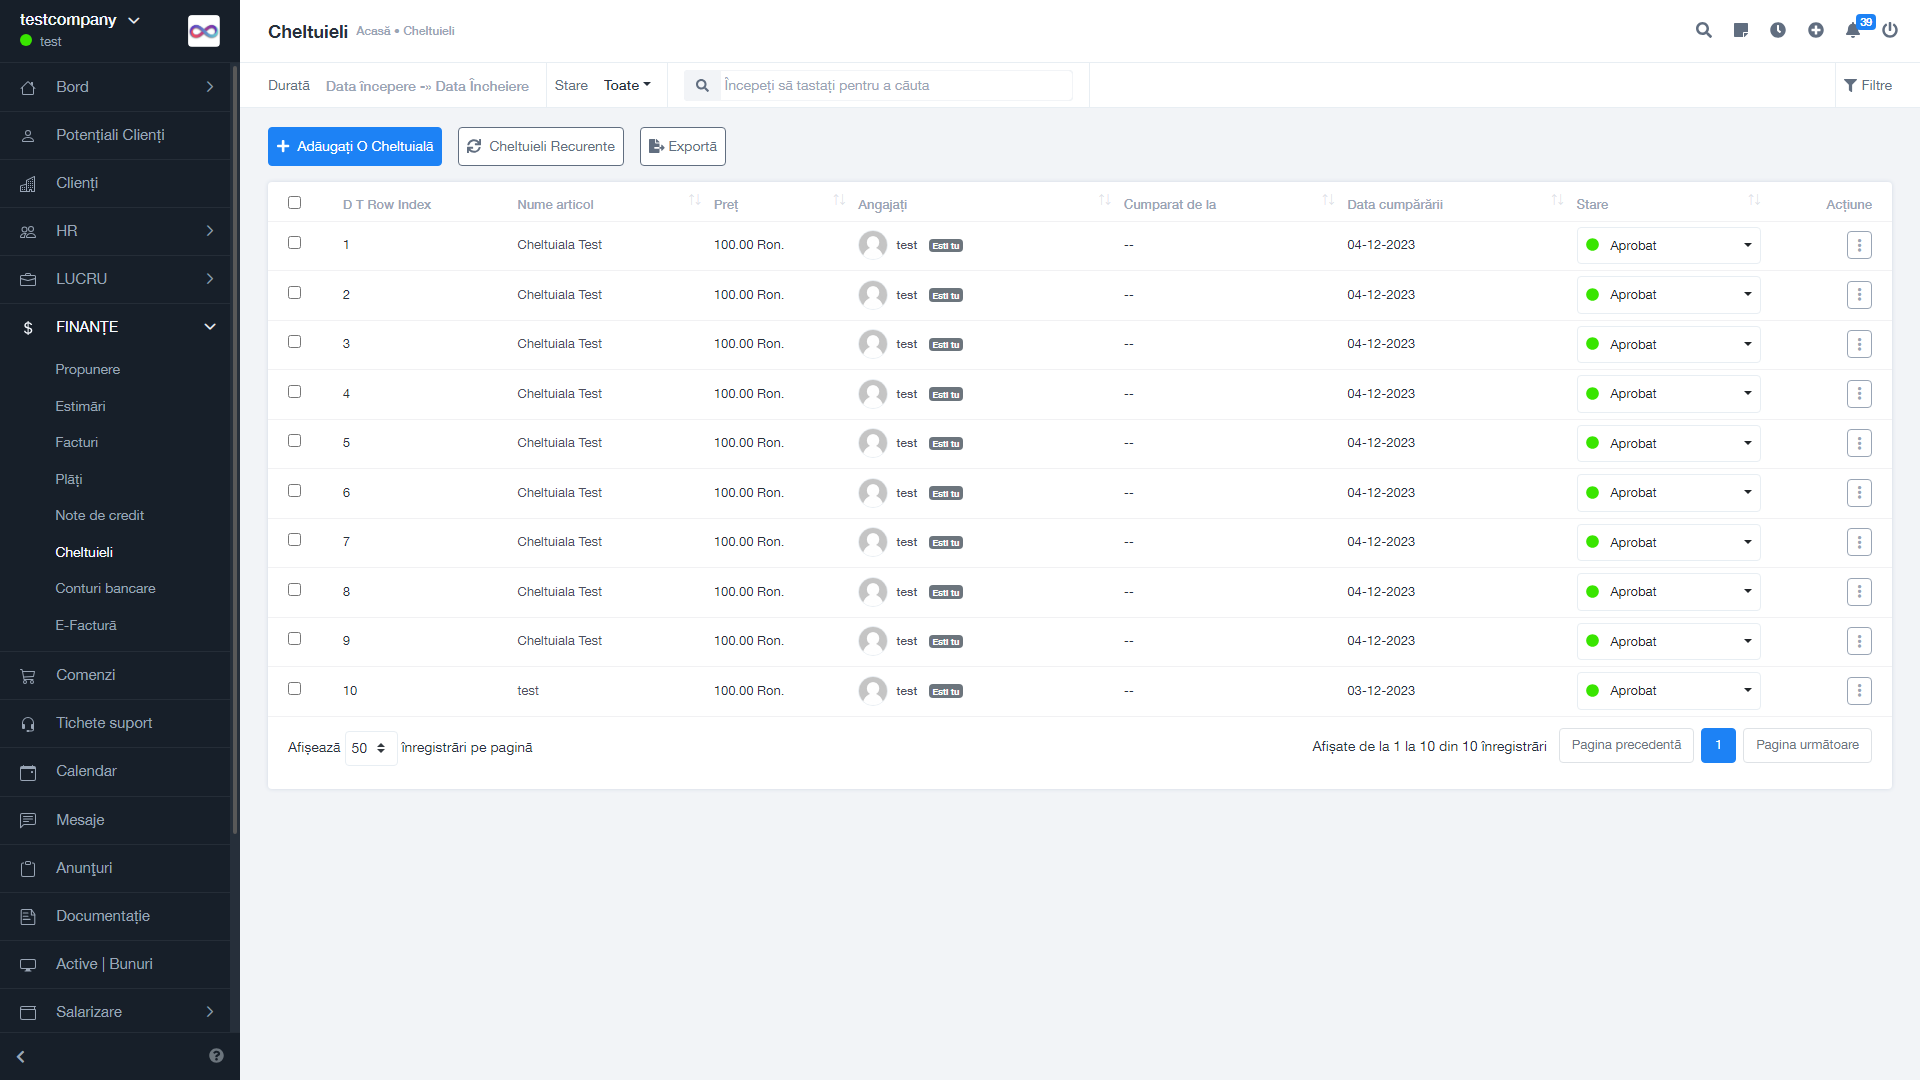 testcompany
test
Bord
Potențiali Clienți
Clienți
HR
LUCRU
FINANȚE
Propunere
Estimări
Facturi
Plăți
Note de credit
Cheltuieli
Conturi bancare
E-Factură
Comenzi
Tichete suport
Calendar
Mesaje
Anunţuri
Documentație
Active | Bunuri
Salarizare
Cheltuieli Acasă • Cheltuieli
39
Durată Data începere -» Data Încheiere Stare Toate Începeți să tastați pentru a căuta Filtre
Adăugați O Cheltuială Cheltuieli Recurente Exportă
D T Row Index Nume articol Preț Angajați Cumparat de la Data cumpărării Stare Acțiune
1 Cheltuiala Test 100.00 Ron. test Esti tu -- 04-12-2023 Aprobat
2 Cheltuiala Test 100.00 Ron. test Esti tu -- 04-12-2023 Aprobat
3 Cheltuiala Test 100.00 Ron. test Esti tu -- 04-12-2023 Aprobat
4 Cheltuiala Test 100.00 Ron. test Esti tu -- 04-12-2023 Aprobat
5 Cheltuiala Test 100.00 Ron. test Esti tu -- 04-12-2023 Aprobat
6 Cheltuiala Test 100.00 Ron. test Esti tu -- 04-12-2023 Aprobat
7 Cheltuiala Test 100.00 Ron. test Esti tu -- 04-12-2023 Aprobat
8 Cheltuiala Test 100.00 Ron. test Esti tu -- 04-12-2023 Aprobat
9 Cheltuiala Test 100.00 Ron. test Esti tu -- 04-12-2023 Aprobat
10 test 100.00 Ron. test Esti tu -- 03-12-2023 Aprobat
Afișează 50 înregistrări pe pagină Afișate de la 1 la 10 din 10 înregistrări Pagina precedentă 1 Pagina următoare